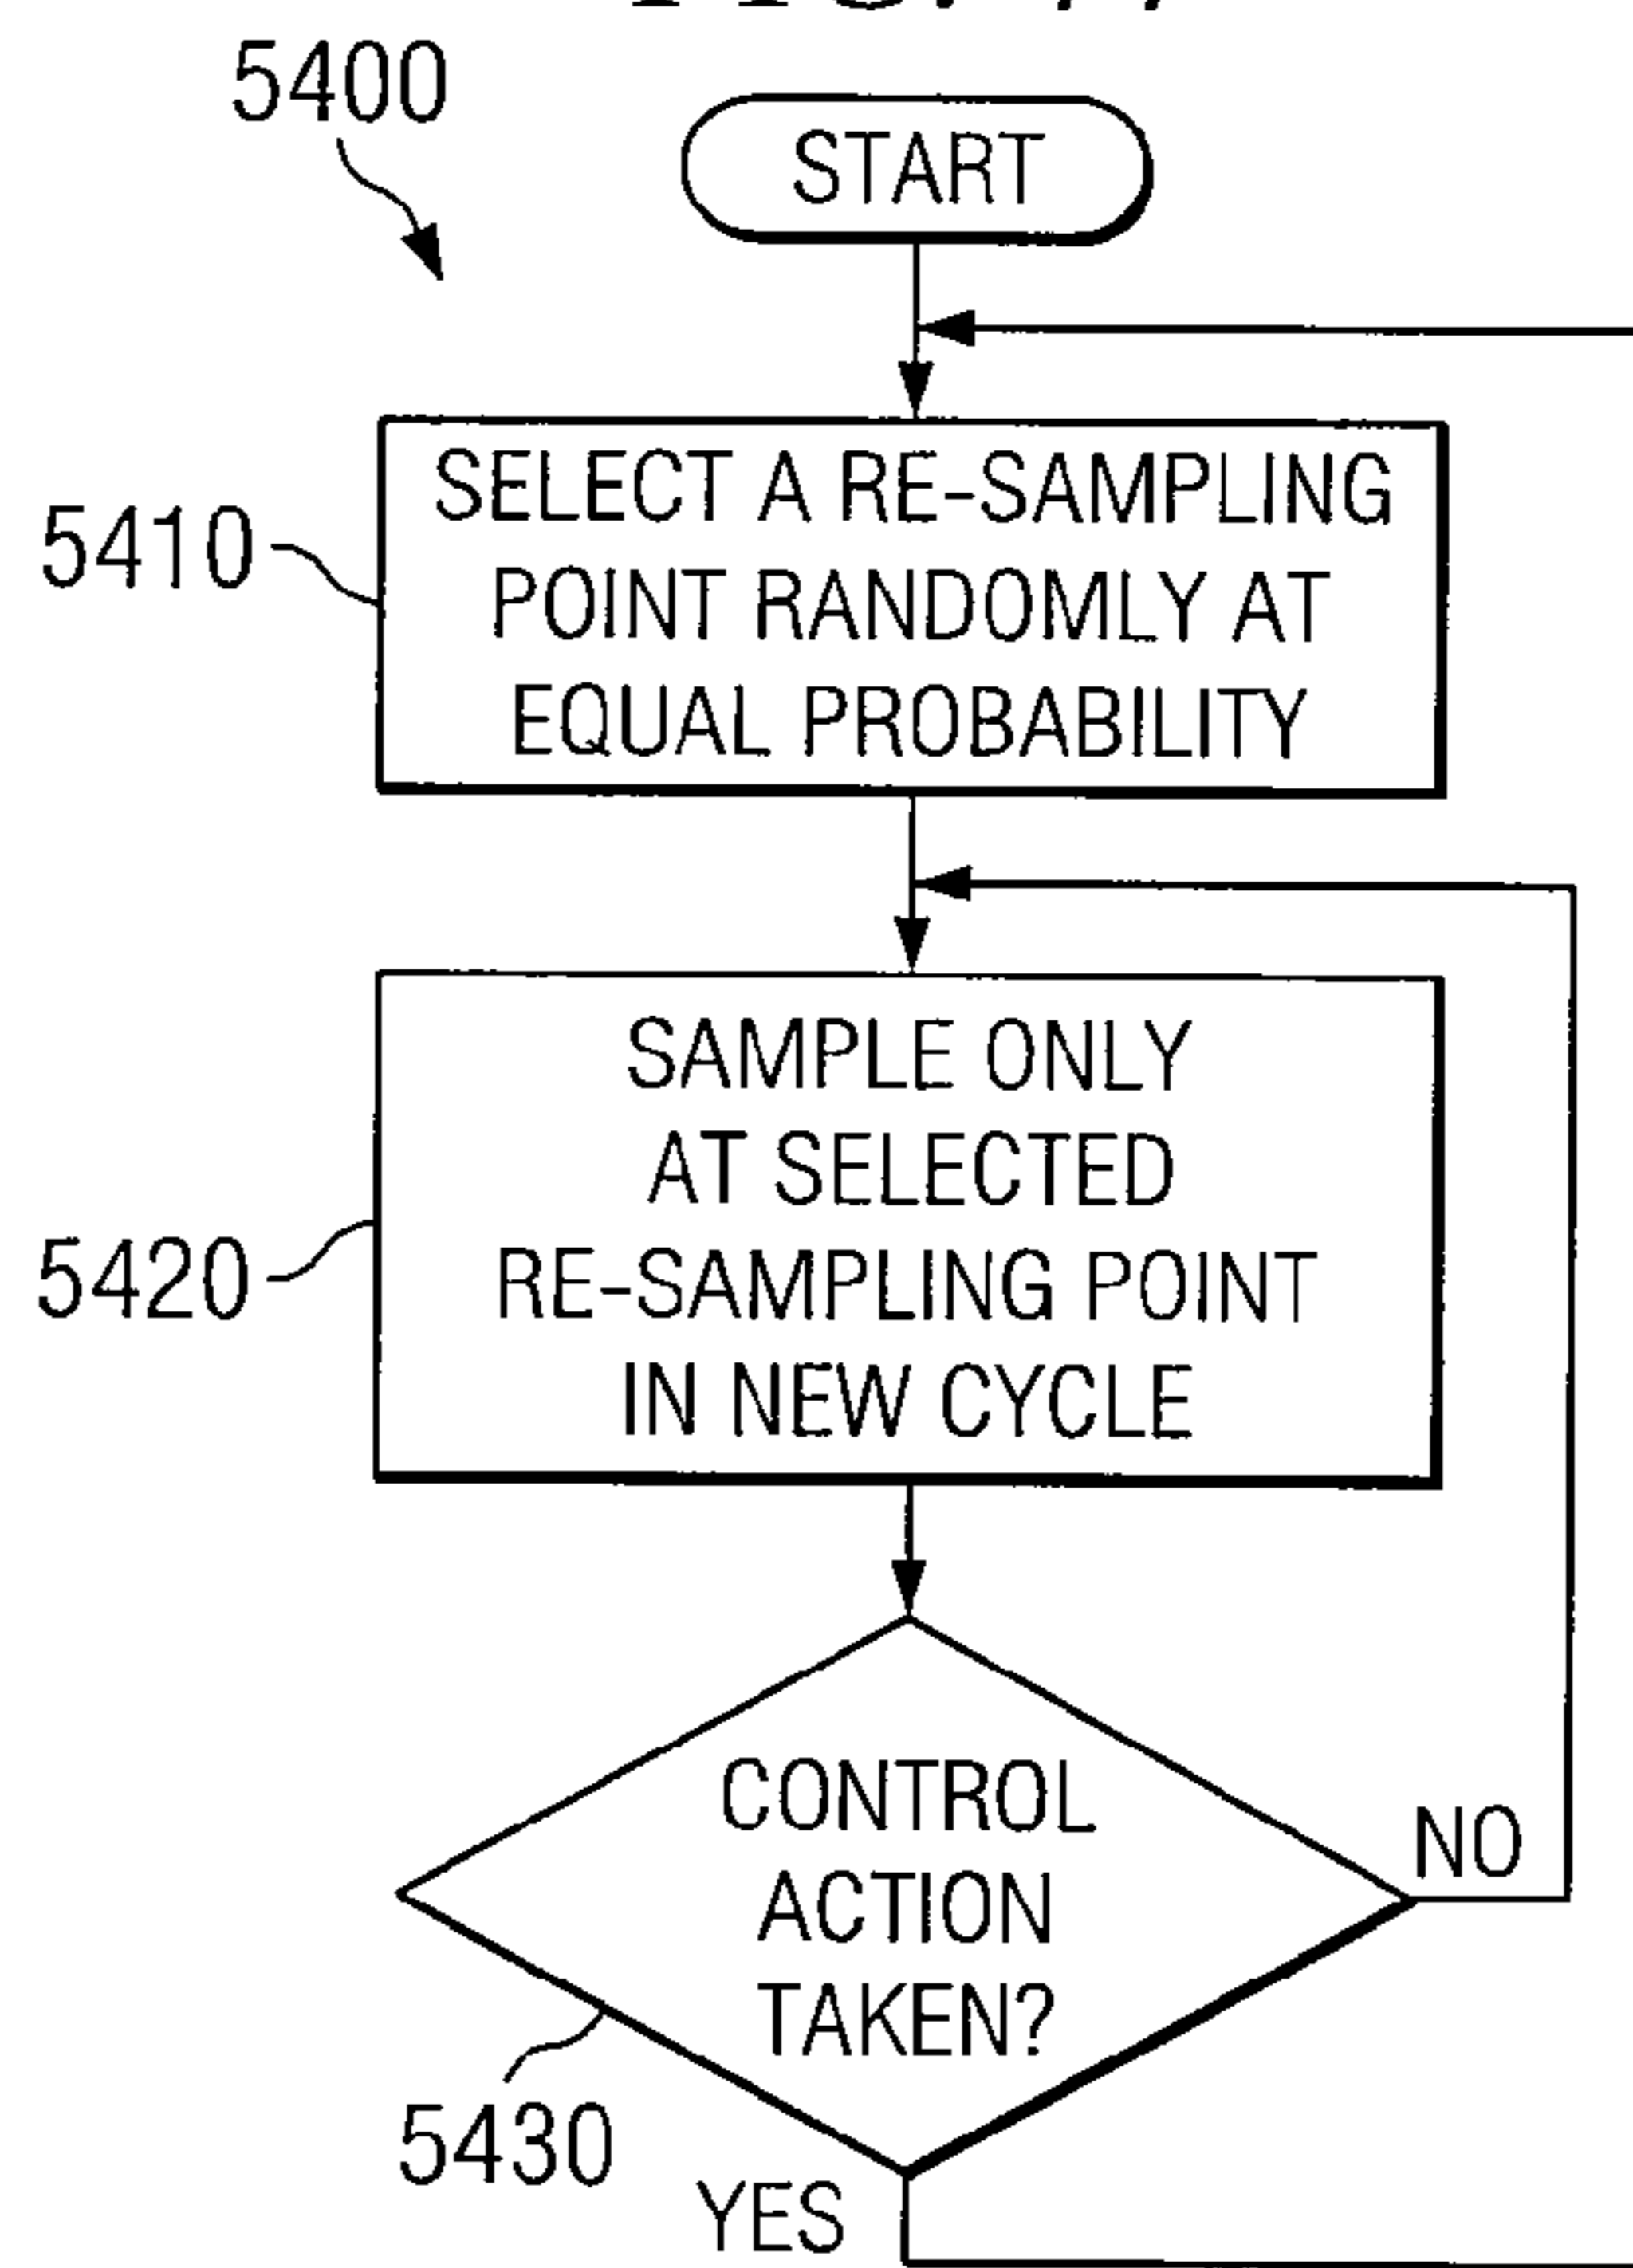 5400
START
5410
SELECT A RE-SAMPLING
POINT RANDOMLY AT
EQUAL PROBABILITY
SAMPLE ONLY
AT SELECTED
RE-SAMPLING POINT
IN NEW CYCLE
5420
CONTROL
ACTION
TAKEN?
NO
5430
YES